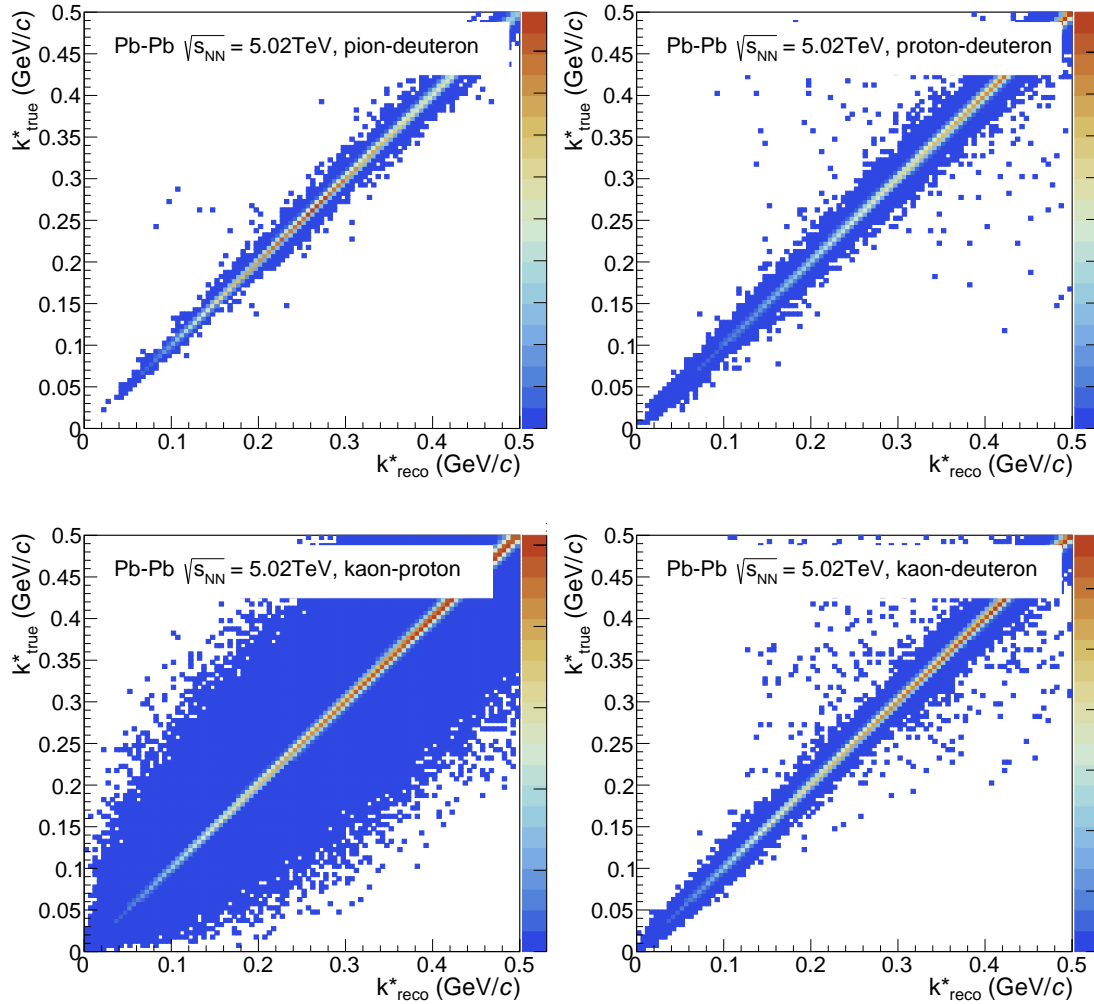 Pb-Pb √s_NN = 5.02TeV, pion-deuteron
k*_true (GeV/c)
0.5
0.45
0.4
0.35
0.3
0.25
0.2
0.15
0.1
0.05
0
0 0.1 0.2 0.3 0.4 0.5
k*_reco (GeV/c)
Pb-Pb √s_NN = 5.02TeV, proton-deuteron
k*_true (GeV/c)
0.5
0.45
0.4
0.35
0.3
0.25
0.2
0.15
0.1
0.05
0
0 0.1 0.2 0.3 0.4 0.5
k*_reco (GeV/c)
Pb-Pb √s_NN = 5.02TeV, kaon-proton
k*_true (GeV/c)
0.5
0.45
0.4
0.35
0.3
0.25
0.2
0.15
0.1
0.05
0
0 0.1 0.2 0.3 0.4 0.5
k*_reco (GeV/c)
Pb-Pb √s_NN = 5.02TeV, kaon-deuteron
k*_true (GeV/c)
0.5
0.45
0.4
0.35
0.3
0.25
0.2
0.15
0.1
0.05
0
0 0.1 0.2 0.3 0.4 0.5
k*_reco (GeV/c)